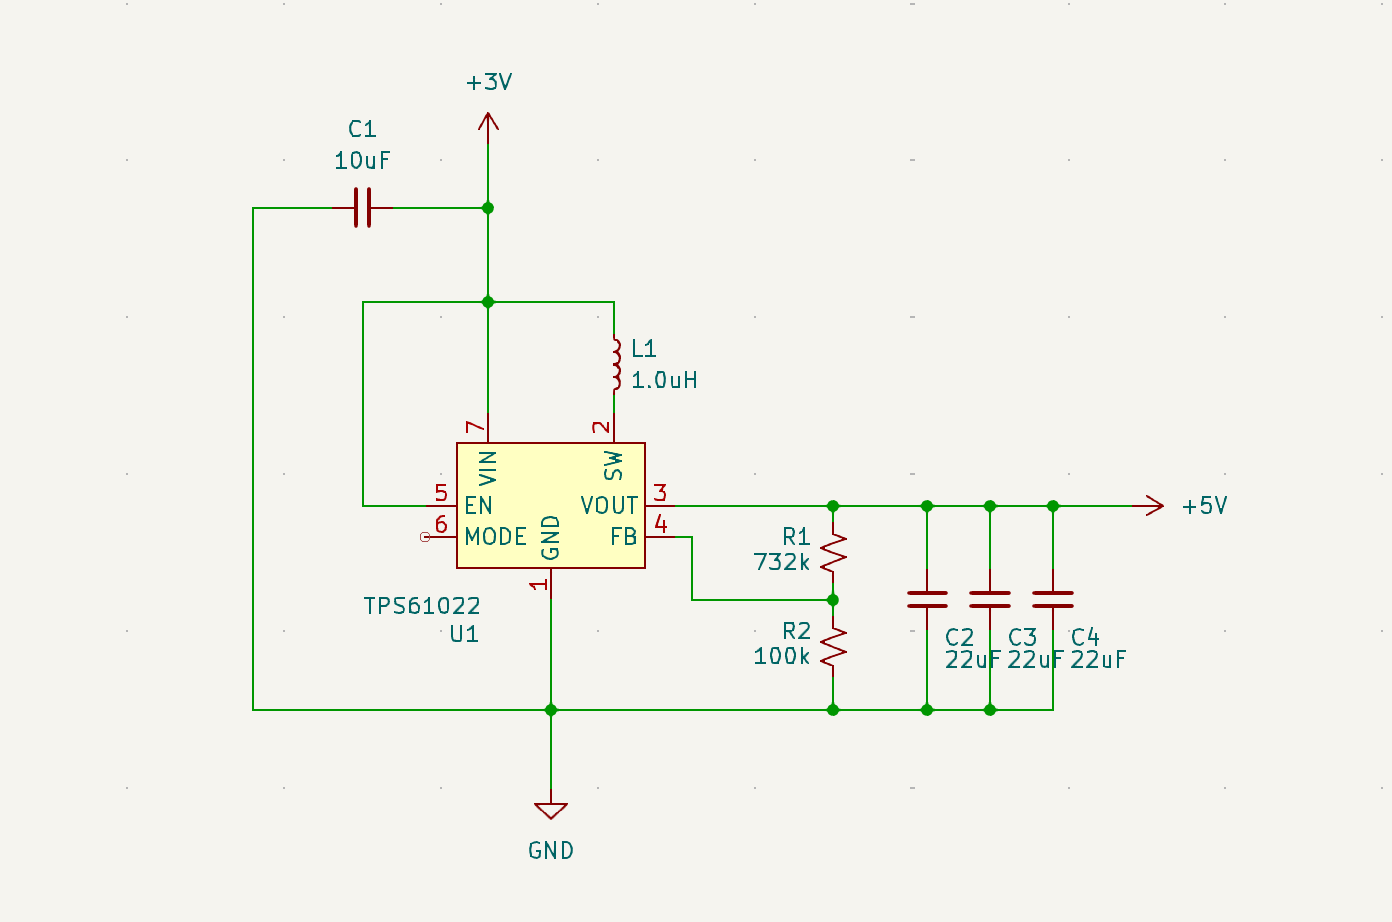 +3V
C1
10uF
L1
1.0uH
7
2
VIN
SW
5
EN
VOUT
3
6
MODE
GND
FB
4
1
TPS61022
U1
+5V
R1
732k
R2
100k
C2
22uF
C3
22uF
C4
22uF
GND